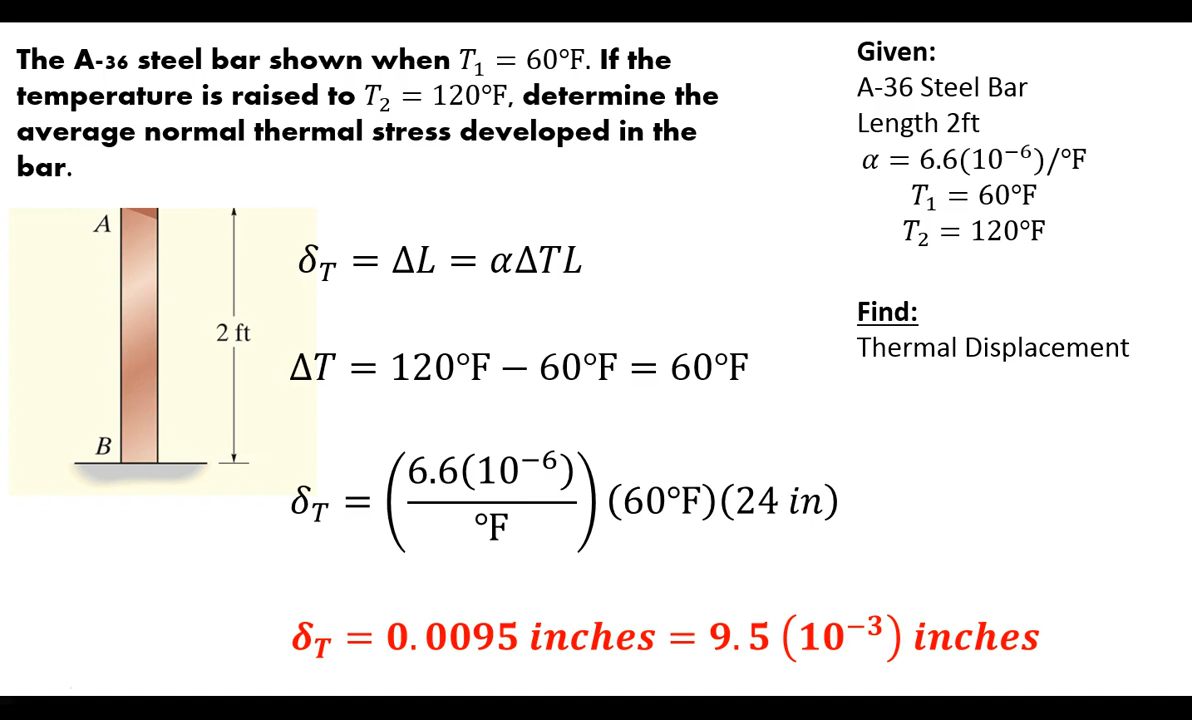 The A-36 steel bar shown when T₁ = 60°F. If the
temperature is raised to T₂ = 120°F, determine the
average normal thermal stress developed in the
bar.
A
2 ft
B
δ_T = ΔL = αΔTL
ΔT = 120°F − 60°F = 60°F
δ_T = (6.6(10⁻⁶)/°F) (60°F)(24 in)
δ_T = 0.0095 inches = 9.5 (10⁻³) inches
Given:
A-36 Steel Bar
Length 2ft
α = 6.6(10⁻⁶)/°F
T₁ = 60°F
T₂ = 120°F
Find:
Thermal Displacement